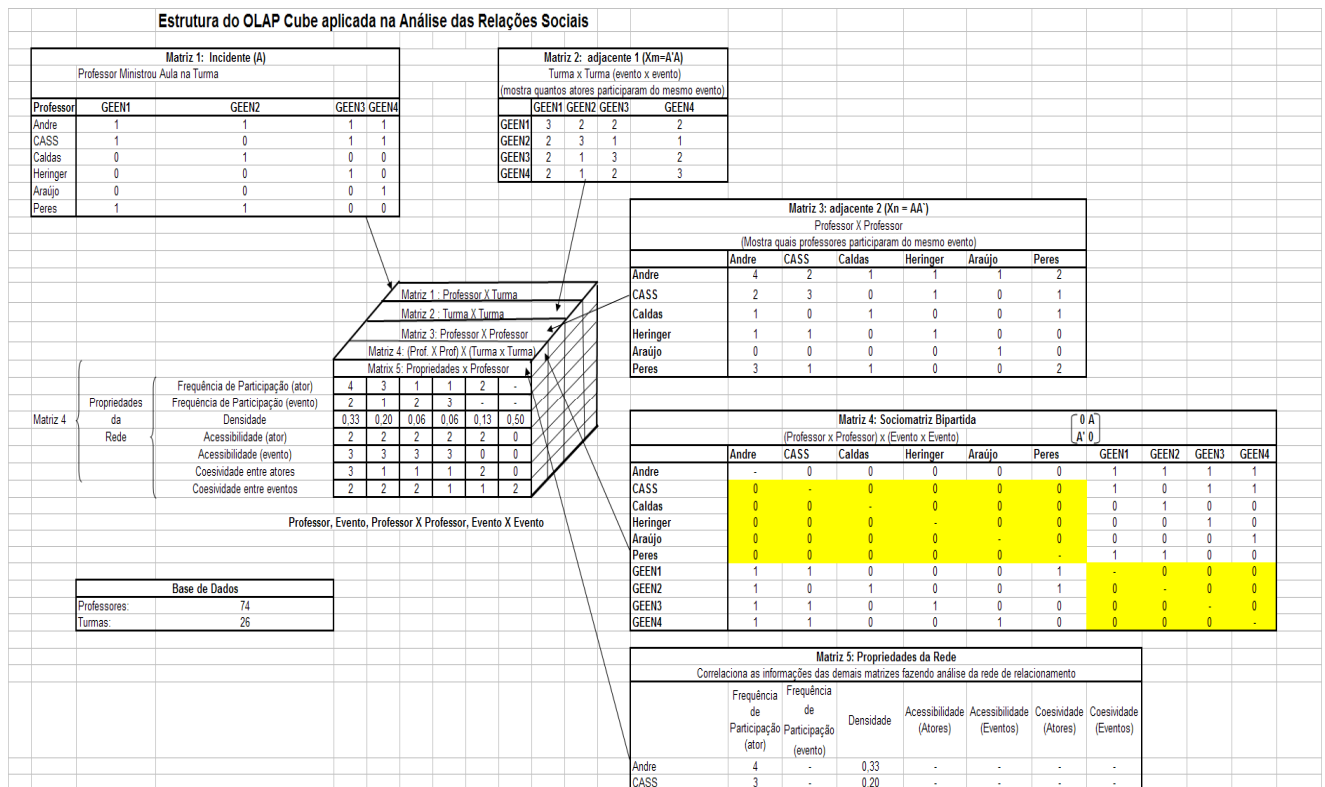 Estrutura do OLAP Cube aplicada na Análise das Relações Sociais
Matriz 1: Incidente (A)
Professor Ministrou Aula na Turma
Professor GEEN1 GEEN2 GEEN3 GEEN4
Andre 1 1 1 1
CASS 1 0 1 1
Caldas 0 1 0 0
Heringer 0 0 1 0
Araújo 0 0 0 1
Peres 1 1 0 0
Matriz 2: adjacente 1 (Xm=A'A)
Turma x Turma (evento x evento)
(mostra quantos atores participaram do mesmo evento)
GEEN1 GEEN2 GEEN3 GEEN4
GEEN1 3 2 2 2
GEEN2 2 3 1 1
GEEN3 2 1 3 2
GEEN4 2 1 2 3
Matriz 3: adjacente 2 (Xn = AA`)
Professor X Professor
(Mostra quais professores participaram do mesmo evento)
Andre CASS Caldas Heringer Araújo Peres
Andre 4 2 1 1 1 2
CASS 2 3 0 1 0 1
Caldas 1 0 1 0 0 1
Heringer 1 1 0 1 0 0
Araújo 0 0 0 0 1 0
Peres 3 1 1 0 0 2
Matriz 1 : Professor X Turma
Matriz 2 : Turma X Turma
Matriz 3: Professor X Professor
Matriz 4: (Prof. X Prof) X (Turma x Turma)
Matrix 5: Propriedades x Professor
Matriz 4
Propriedades
da
Rede
Frequência de Participação (ator) 4 3 1 1 2 -
Frequência de Participação (evento) 2 1 2 3 - -
Densidade 0,33 0,20 0,06 0,06 0,13 0,50
Acessibilidade (ator) 2 2 2 2 2 0
Acessibilidade (evento) 3 3 3 3 0 0
Coesividade entre atores 3 1 1 1 2 0
Coesividade entre eventos 2 2 2 1 1 2
Professor, Evento, Professor X Professor, Evento X Evento
Base de Dados
Professores: 74
Turmas: 26
Matriz 4: Sociomatriz Bipartida
0 A
(Professor x Professor) x (Evento x Evento)
A' 0
Andre CASS Caldas Heringer Araújo Peres GEEN1 GEEN2 GEEN3 GEEN4
Andre - 0 0 0 0 0 1 1 1 1
CASS 0 - 0 0 0 0 1 0 1 1
Caldas 0 0 - 0 0 0 0 1 0 0
Heringer 0 0 0 - 0 0 0 0 1 0
Araújo 0 0 0 0 - 0 0 0 0 1
Peres 0 0 0 0 0 - 1 1 0 0
GEEN1 1 1 0 0 0 1 - 0 0 0
GEEN2 1 0 1 0 0 1 0 - 0 0
GEEN3 1 1 0 1 0 0 0 0 - 0
GEEN4 1 1 0 0 1 0 0 0 0 -
Matriz 5: Propriedades da Rede
Correlaciona as informações das demais matrizes fazendo análise da rede de relacionamento
Frequência de Participação (ator)
Frequência de Participação (evento)
Densidade
Acessibilidade (Atores)
Acessibilidade (Eventos)
Coesividade (Atores)
Coesividade (Eventos)
Andre 4 - 0,33 - - - -
CASS 3 - 0,20 - - - -